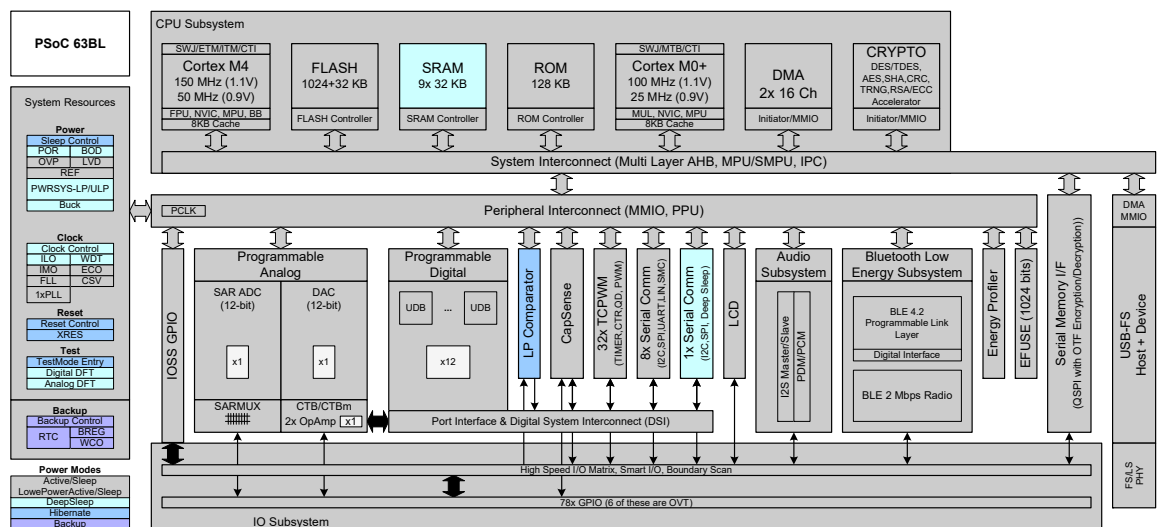 PSoC 63BL
System Resources
Power
Sleep Control
POR BOD
OVP LVD
REF
PWRSYS-LP/ULP
Buck
Clock
Clock Control
ILO WDT
IMO ECO
FLL CSV
1xPLL
Reset
Reset Control
XRES
Test
TestMode Entry
Digital DFT
Analog DFT
Backup
Backup Control
RTC BREG
WCO
Power Modes
Active/Sleep
LowePowerActive/Sleep
DeepSleep
Hibernate
Backup
CPU Subsystem
SWJ/ETM/ITM/CTI
Cortex M4
150 MHz (1.1V)
50 MHz (0.9V)
FPU, NVIC, MPU, BB
8KB Cache
FLASH
1024+32 KB
FLASH Controller
SRAM
9x 32 KB
SRAM Controller
ROM
128 KB
ROM Controller
SWJ/MTB/CTI
Cortex M0+
100 MHz (1.1V)
25 MHz (0.9V)
MUL, NVIC, MPU
8KB Cache
DMA
2x 16 Ch
Initiator/MMIO
CRYPTO
DES/TDES,
AES,SHA,CRC,
TRNG,RSA/ECC
Accelerator
Initiator/MMIO
System Interconnect (Multi Layer AHB, MPU/SMPU, IPC)
PCLK
Peripheral Interconnect (MMIO, PPU)
IOSS GPIO
Programmable
Analog
SAR ADC
(12-bit)
x1
SARMUX
DAC
(12-bit)
x1
CTB/CTBm
2x OpAmp x1
Programmable
Digital
UDB ... UDB
x12
LP Comparator
CapSense
32x TCPWM
(TIMER,CTR,QD, PWM)
8x Serial Comm
(I2C,SPI,UART,LIN,SMC)
1x Serial Comm
(I2C,SPI, Deep Sleep)
LCD
Port Interface & Digital System Interconnect (DSI)
Audio
Subsystem
I2S Master/Slave
PDM/PCM
Bluetooth Low
Energy Subsystem
BLE 4.2
Programmable Link
Layer
Digital Interface
BLE 2 Mbps Radio
Energy Profiler
EFUSE (1024 bits)
Serial Memory I/F
(QSPI with OTF Encryption/Decryption))
DMA
MMIO
USB-FS
Host + Device
FS/LS
PHY
High Speed I/O Matrix, Smart I/O, Boundary Scan
78x GPIO (6 of these are OVT)
IO Subsystem